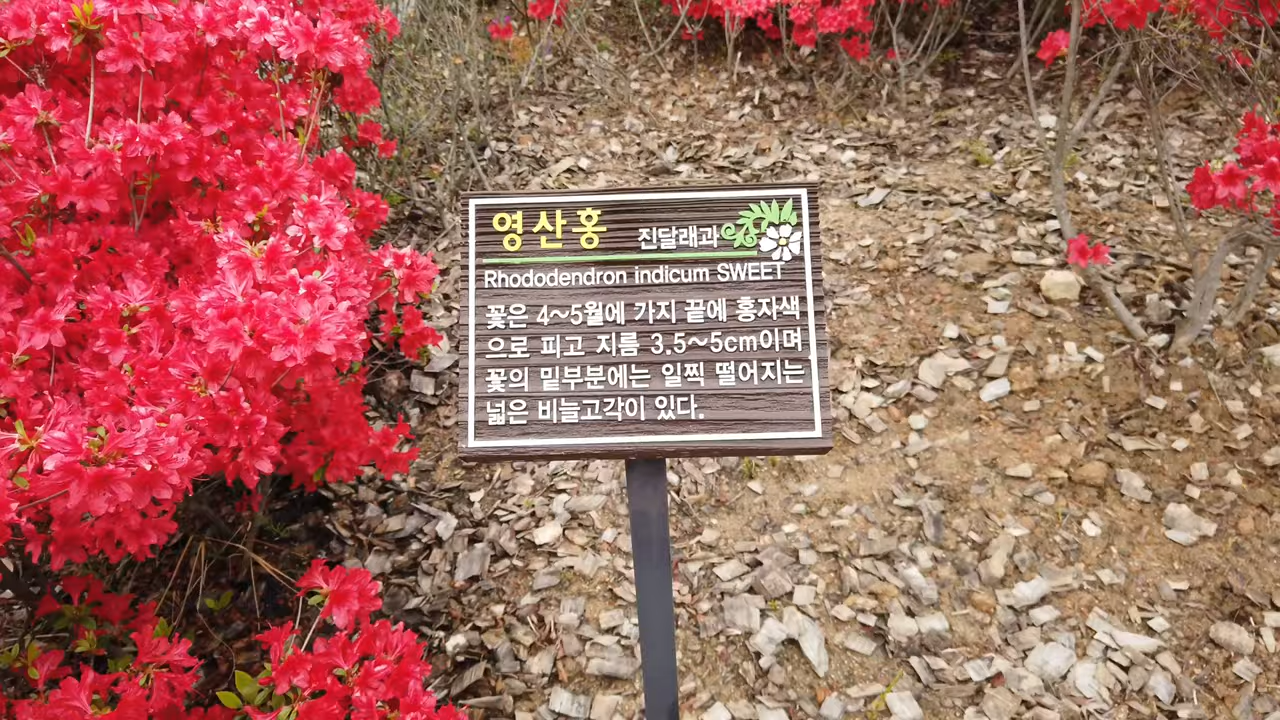 영산홍 진달래과
Rhododendron indicum SWEET
꽃은 4~5월에 가지 끝에 홍자색
으로 피고 지름 3.5~5cm이며
꽃의 밑부분에는 일찍 떨어지는
넓은 비늘고각이 있다.